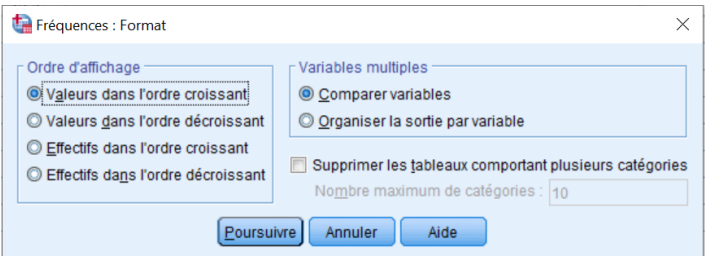 Fréquences : Format
Ordre d'affichage
Valeurs dans l'ordre croissant
Valeurs dans l'ordre décroissant
Effectifs dans l'ordre croissant
Effectifs dans l'ordre décroissant
Variables multiples
Comparer variables
Organiser la sortie par variable
Supprimer les tableaux comportant plusieurs catégories
Nombre maximum de catégories : 10
Poursuivre Annuler Aide